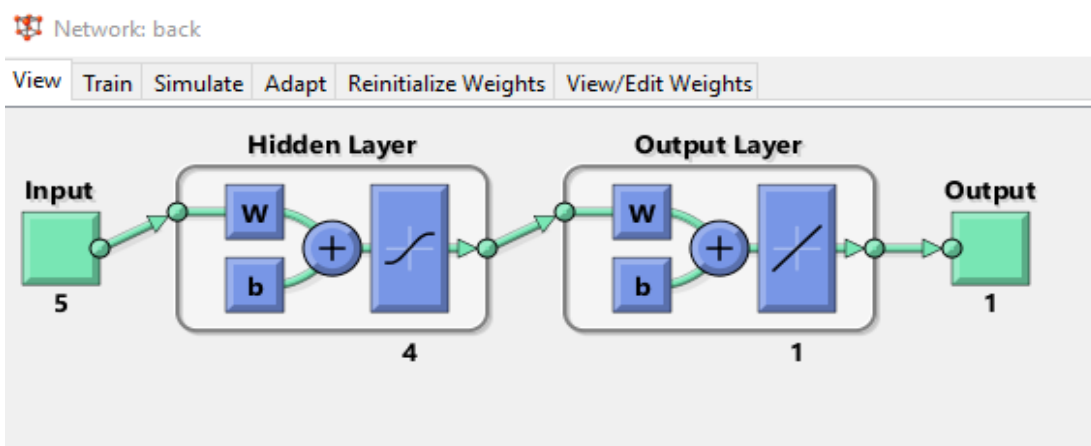 Network: back
View Train Simulate Adapt Reinitialize Weights View/Edit Weights
Hidden Layer Output Layer
Input Output
W W
+ +
b b
5 1
4 1